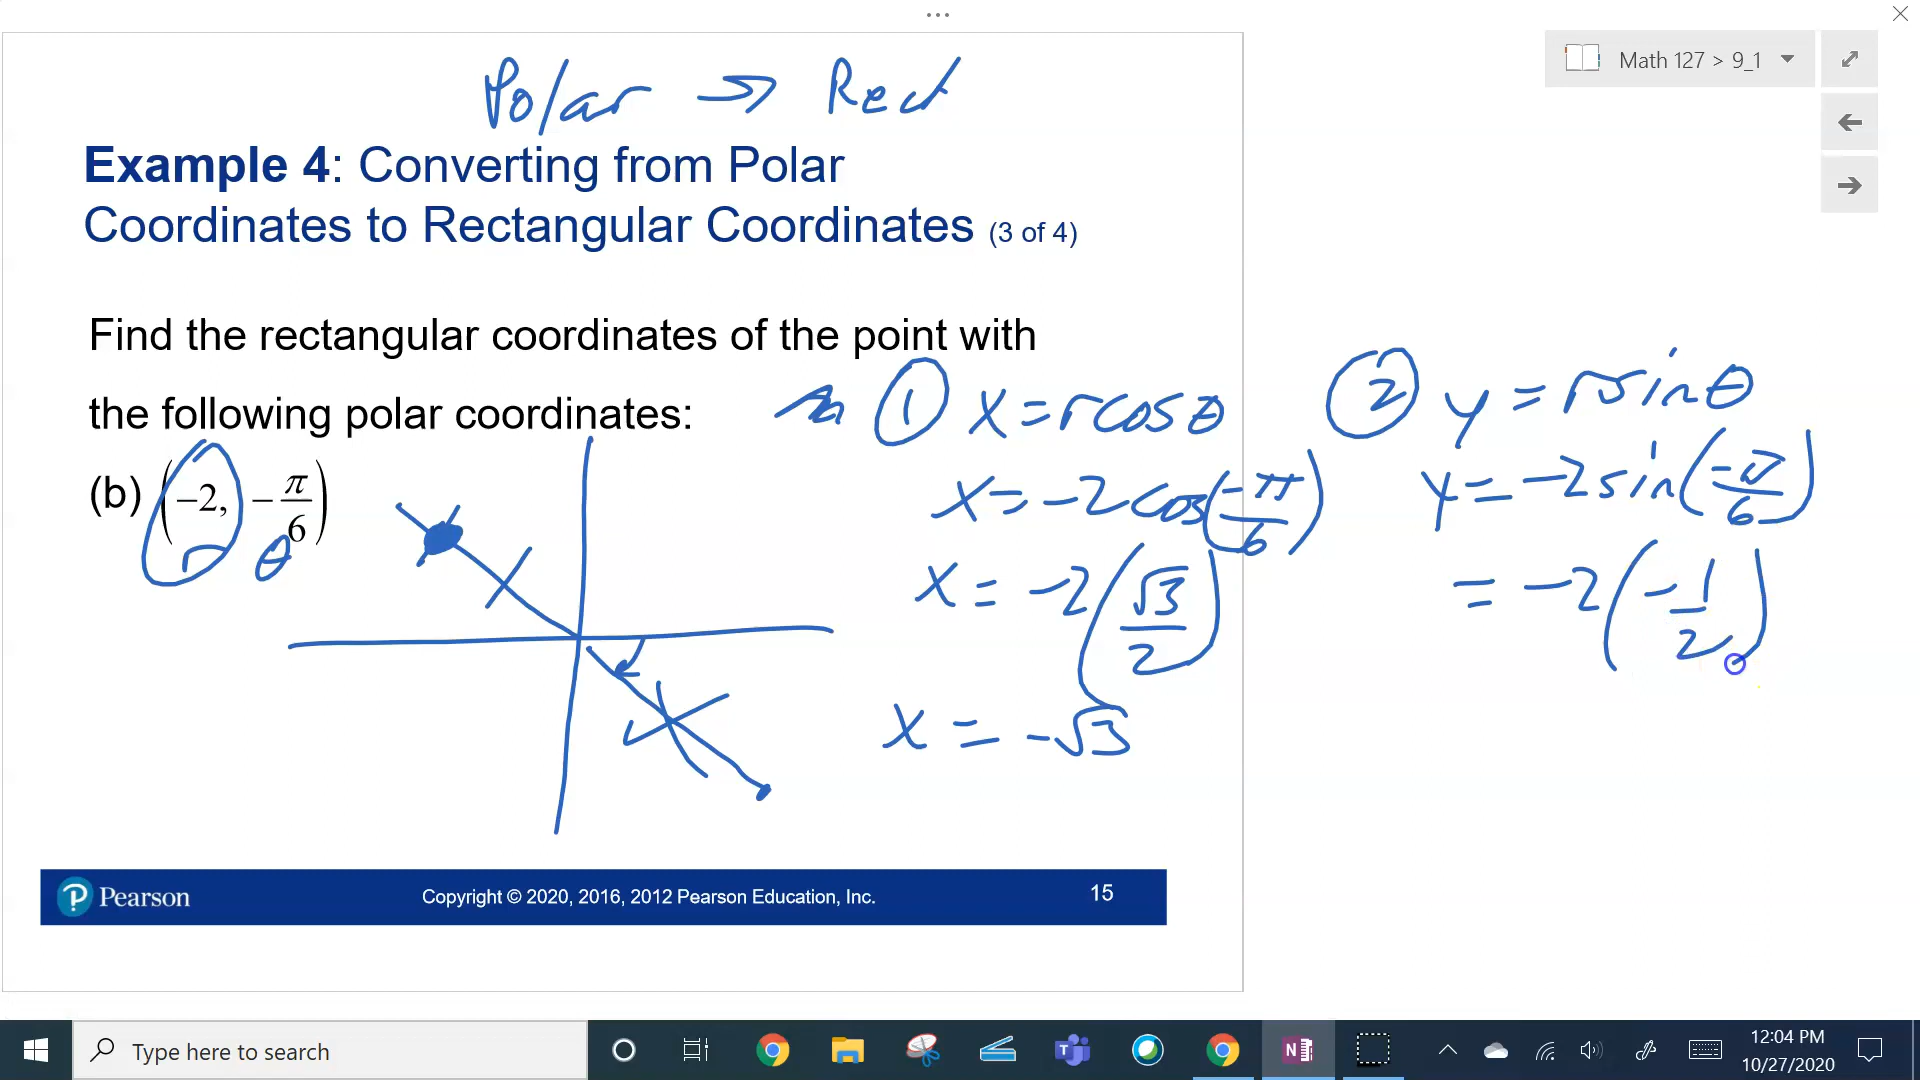 Math 127 > 9_1
Polar → Rect
Example 4: Converting from Polar
Coordinates to Rectangular Coordinates (3 of 4)
Find the rectangular coordinates of the point with
the following polar coordinates:
(b) (−2, −π/6)
r θ
① x = r cos θ
x = -2 cos(-π/6)
x = -2(√3/2)
x = -√3
② y = r sin θ
y = -2 sin(-π/6)
= -2(-1/2)
Pearson
Copyright © 2020, 2016, 2012 Pearson Education, Inc.
15
Type here to search
12:04 PM
10/27/2020